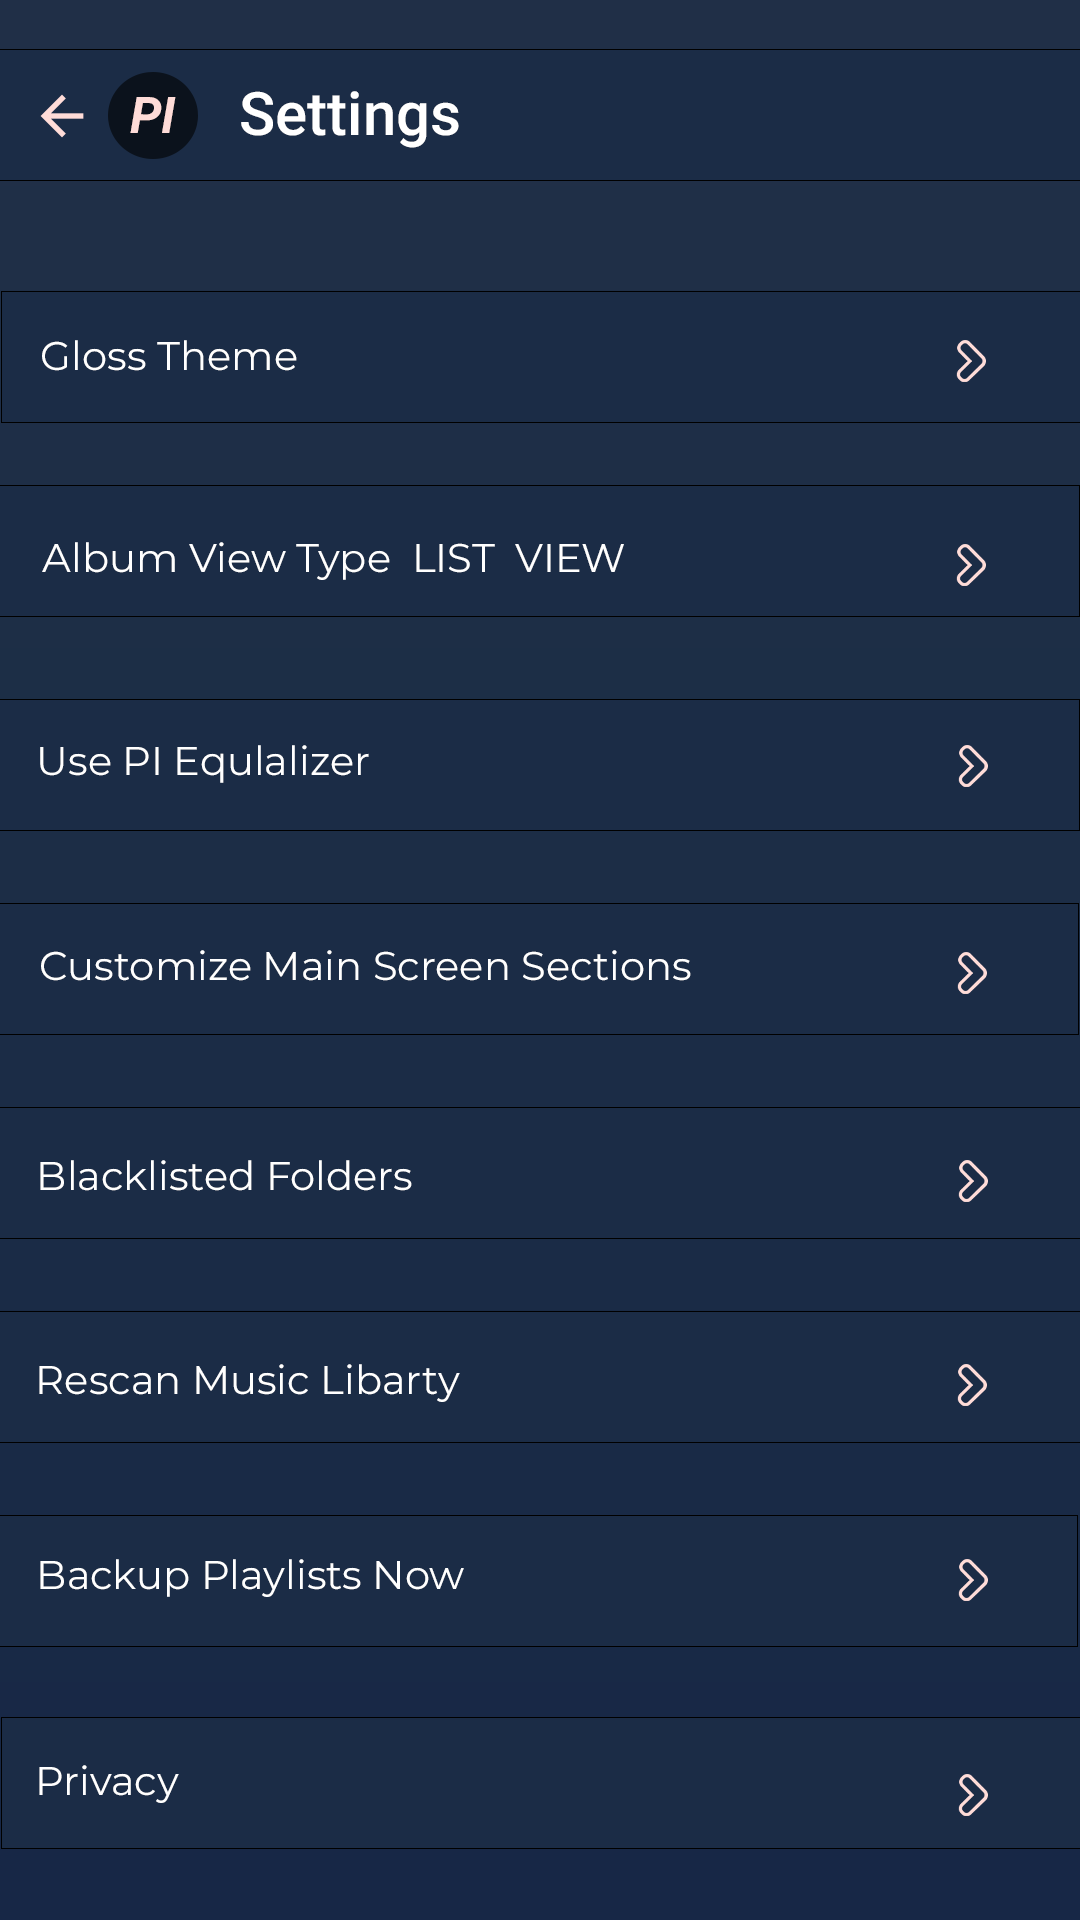 PI Settings
Gloss Theme
Album View Type LIST VIEW
Use PI Equlalizer
Customize Main Screen Sections
Blacklisted Folders
Rescan Music Libarty
Backup Playlists Now
Privacy